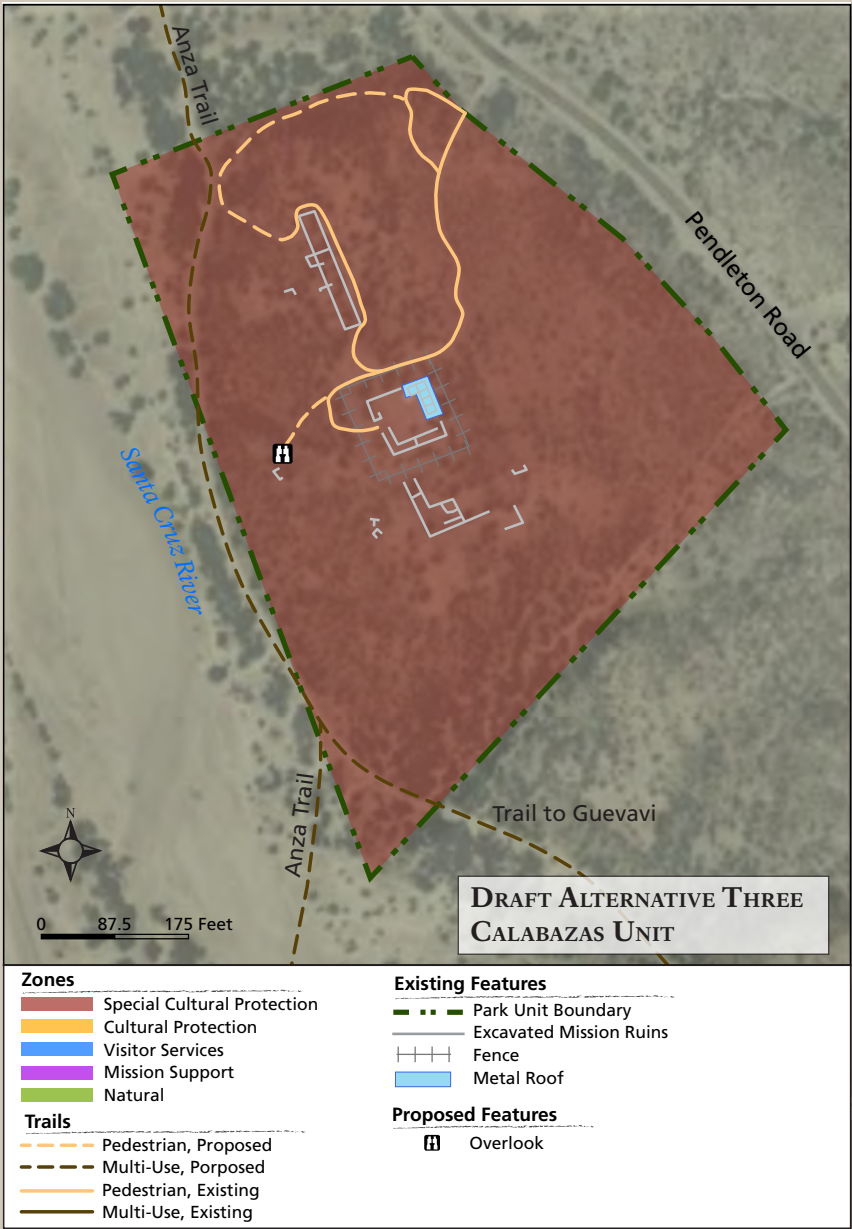 Anza Trail
Pendleton Road
Santa Cruz River
Anza Trail
Trail to Guevavi
N
0 87.5 175 Feet
DRAFT ALTERNATIVE THREE
CALABAZAS UNIT
Zones
Special Cultural Protection
Cultural Protection
Visitor Services
Mission Support
Natural
Trails
Pedestrian, Proposed
Multi-Use, Porposed
Pedestrian, Existing
Multi-Use, Existing
Existing Features
Park Unit Boundary
Excavated Mission Ruins
Fence
Metal Roof
Proposed Features
Overlook